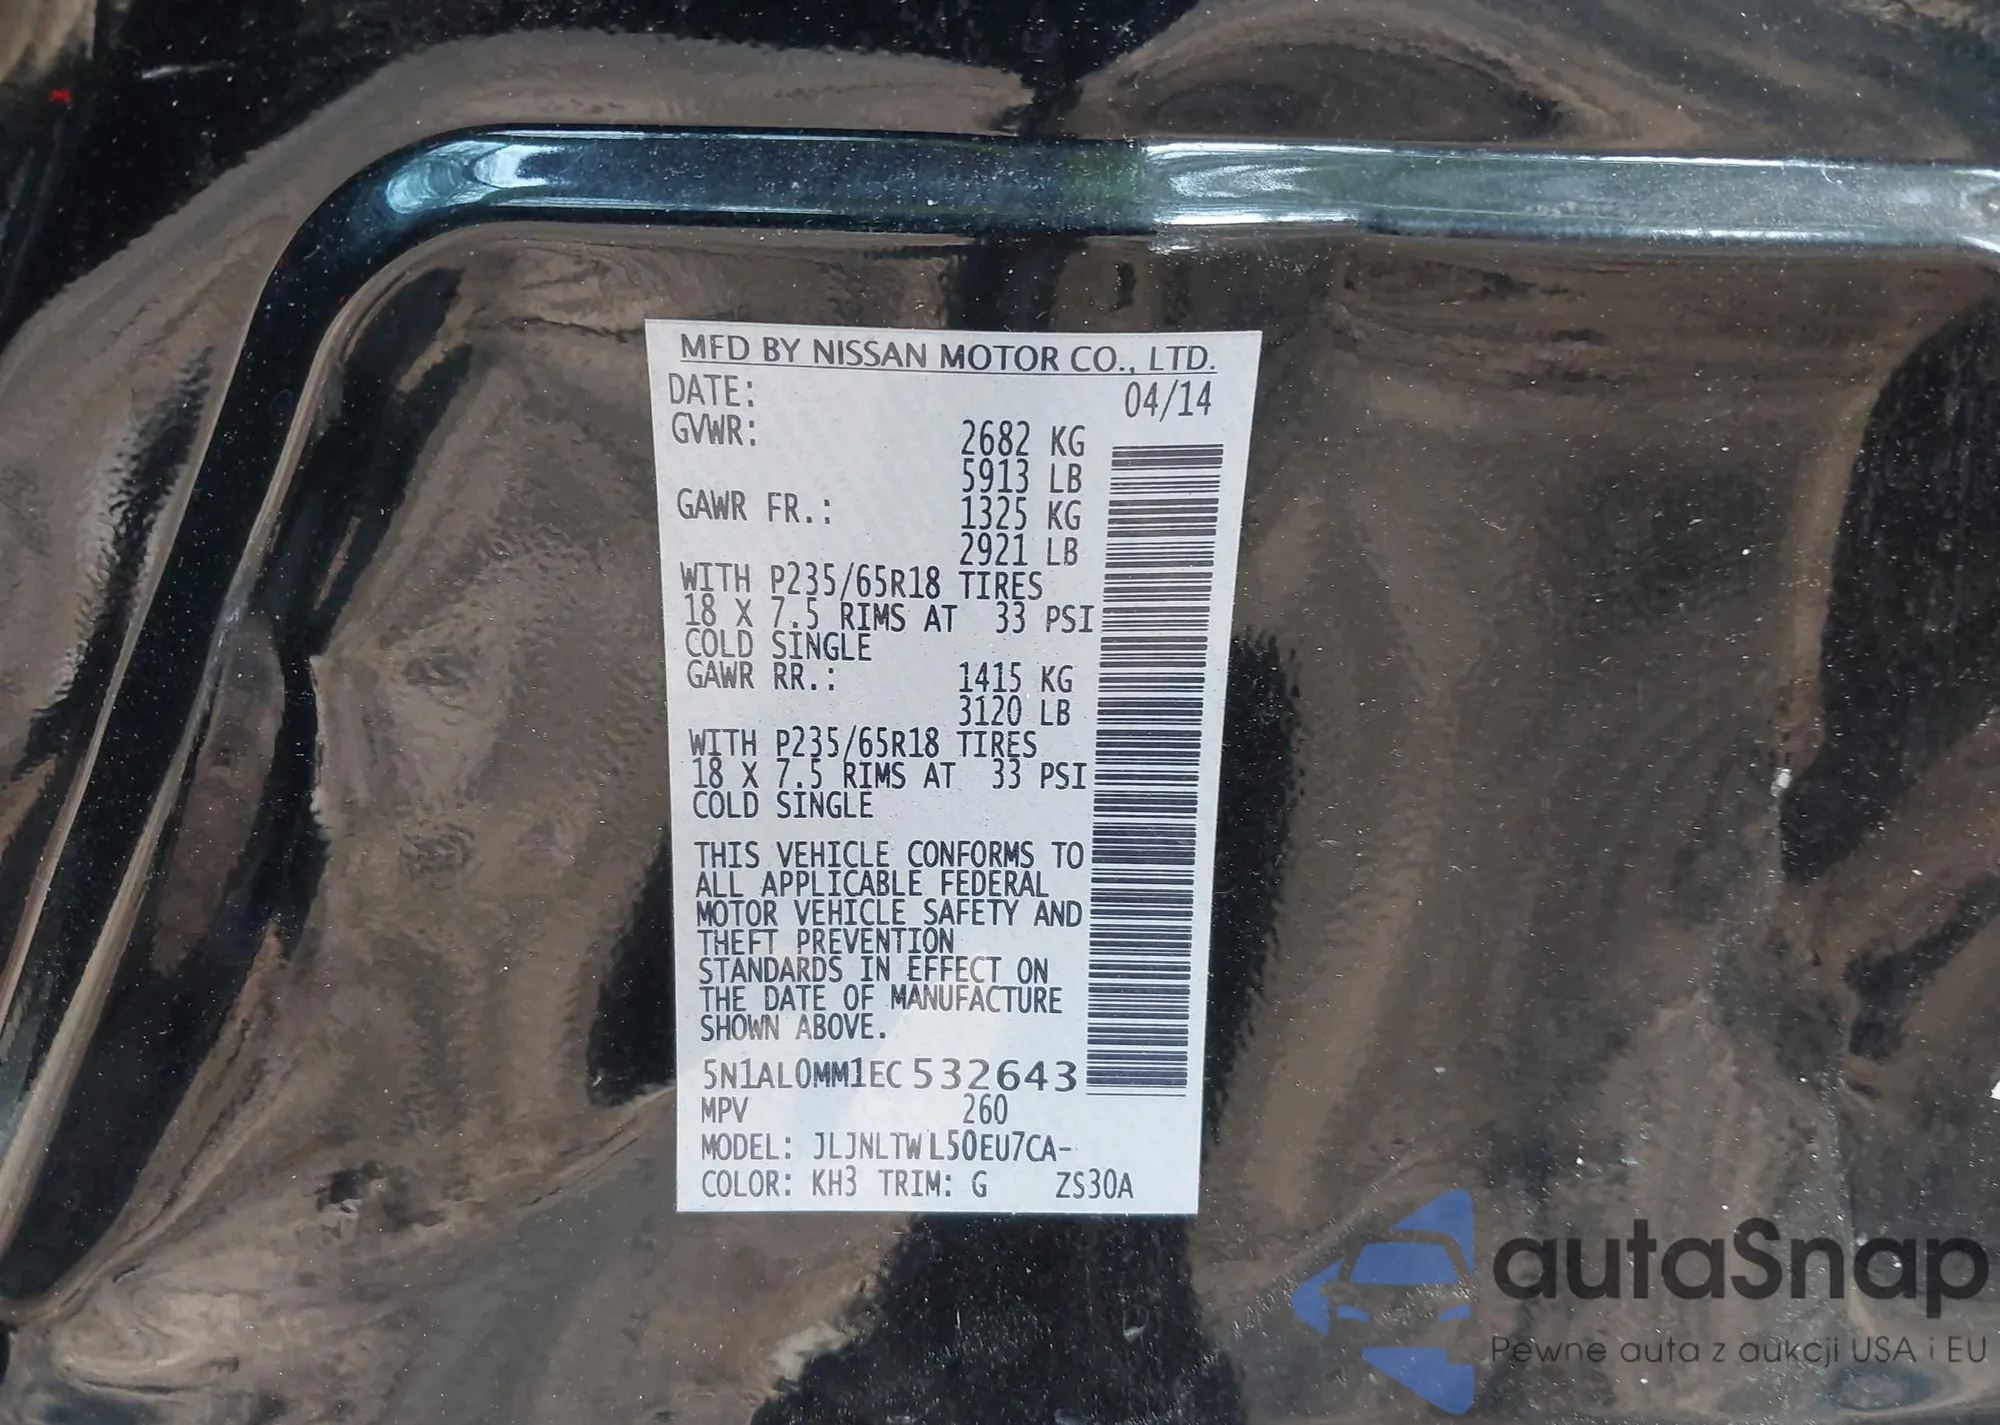 MFD BY NISSAN MOTOR CO., LTD.
DATE: 04/14
GVWR: 2682 KG
5913 LB
GAWR FR.: 1325 KG
2921 LB
WITH P235/65R18 TIRES
18 X 7.5 RIMS AT 33 PSI
COLD SINGLE
GAWR RR.: 1415 KG
3120 LB
WITH P235/65R18 TIRES
18 X 7.5 RIMS AT 33 PSI
COLD SINGLE
THIS VEHICLE CONFORMS TO
ALL APPLICABLE FEDERAL
MOTOR VEHICLE SAFETY AND
THEFT PREVENTION
STANDARDS IN EFFECT ON
THE DATE OF MANUFACTURE
SHOWN ABOVE.
5N1AL0MM1EC532643
MPV 260
MODEL: JLJNLTWL50EU7CA-
COLOR: KH3 TRIM: G ZS30A
autaSnap
Pewne auta z aukcji USA i EU